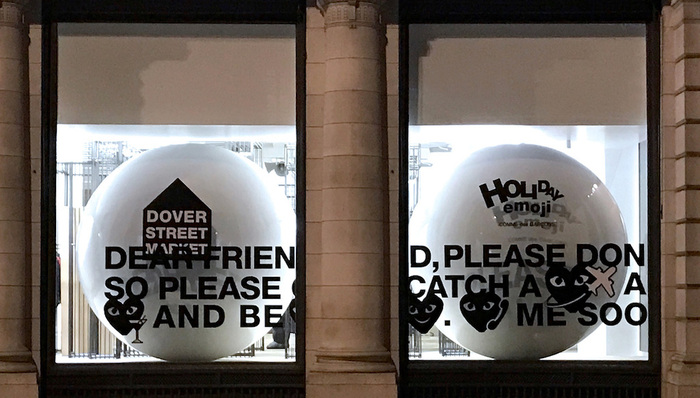 DOVER
STREET
MARKET
HOLIDAY
emoji
DEAR FRIEN D, PLEASE DON
SO PLEASE CATCH A A
AND BE . ME SOO